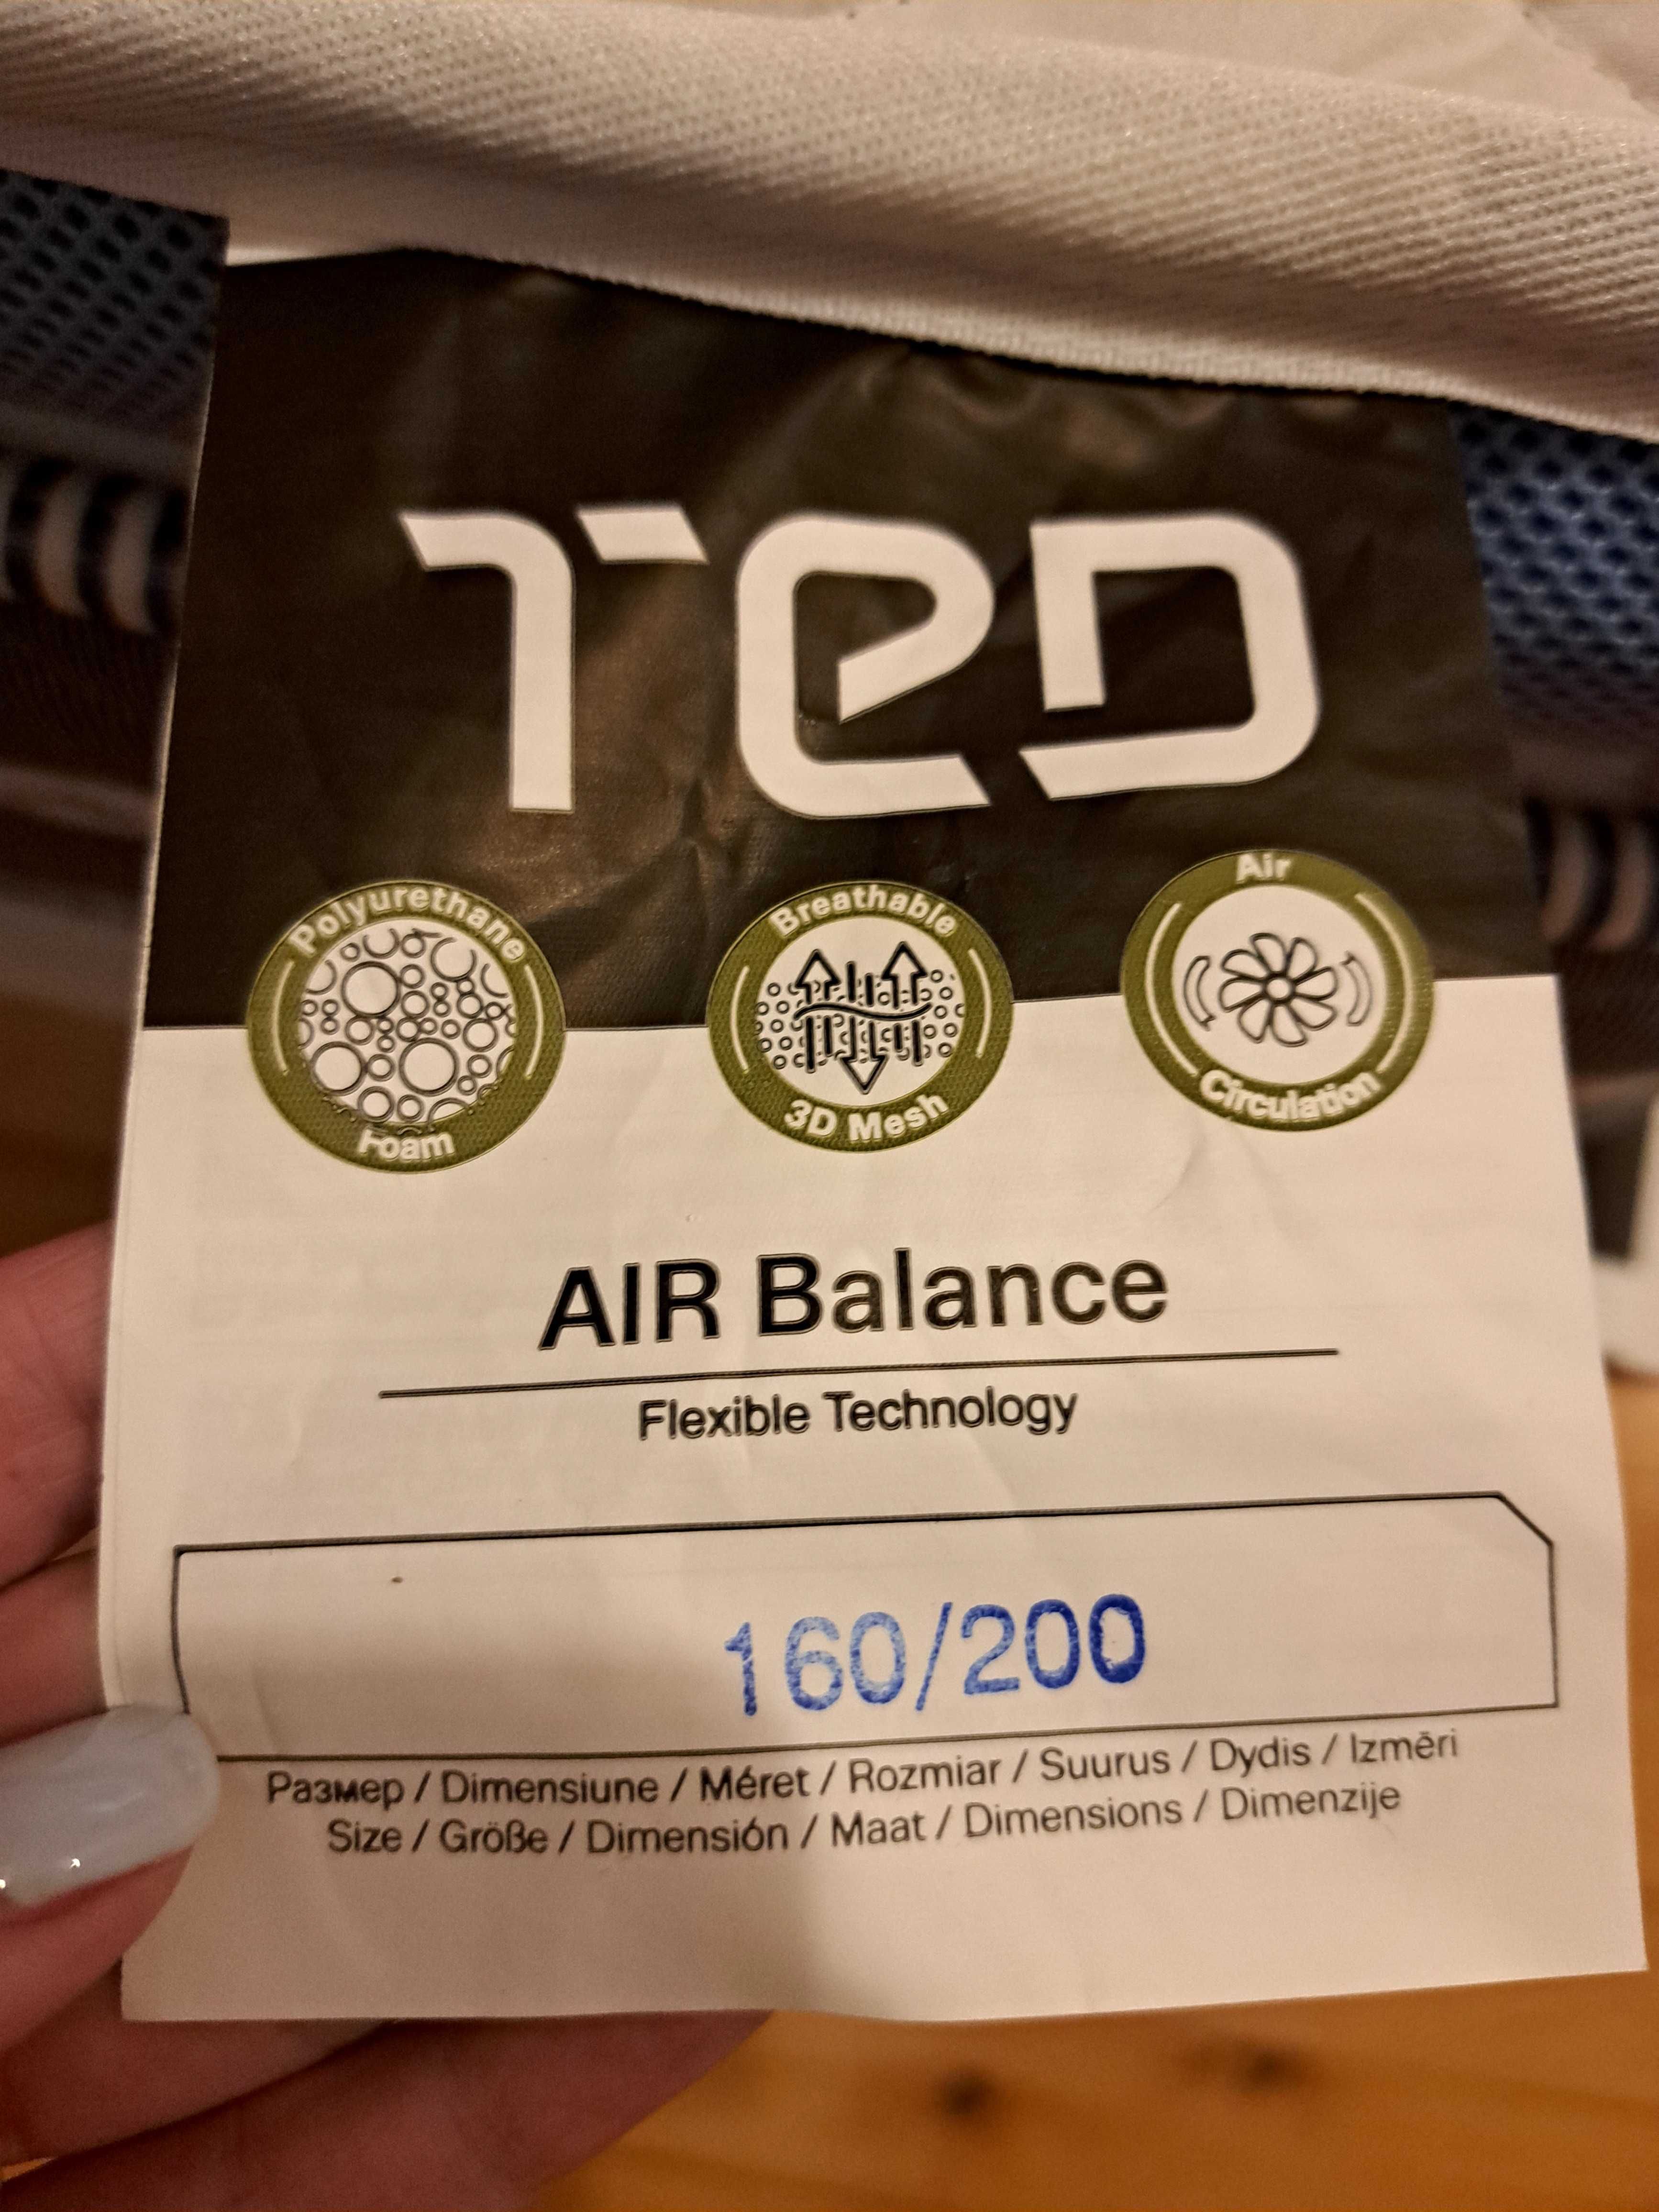 TED
Polyurethane
Foam
Breathable
3D Mesh
Air
Circulation
AIR Balance
Flexible Technology
160/200
Размер / Dimensiune / Méret / Rozmiar / Suurus / Dydis / Izmēri
Size / Größe / Dimensión / Maat / Dimensions / Dimenzije